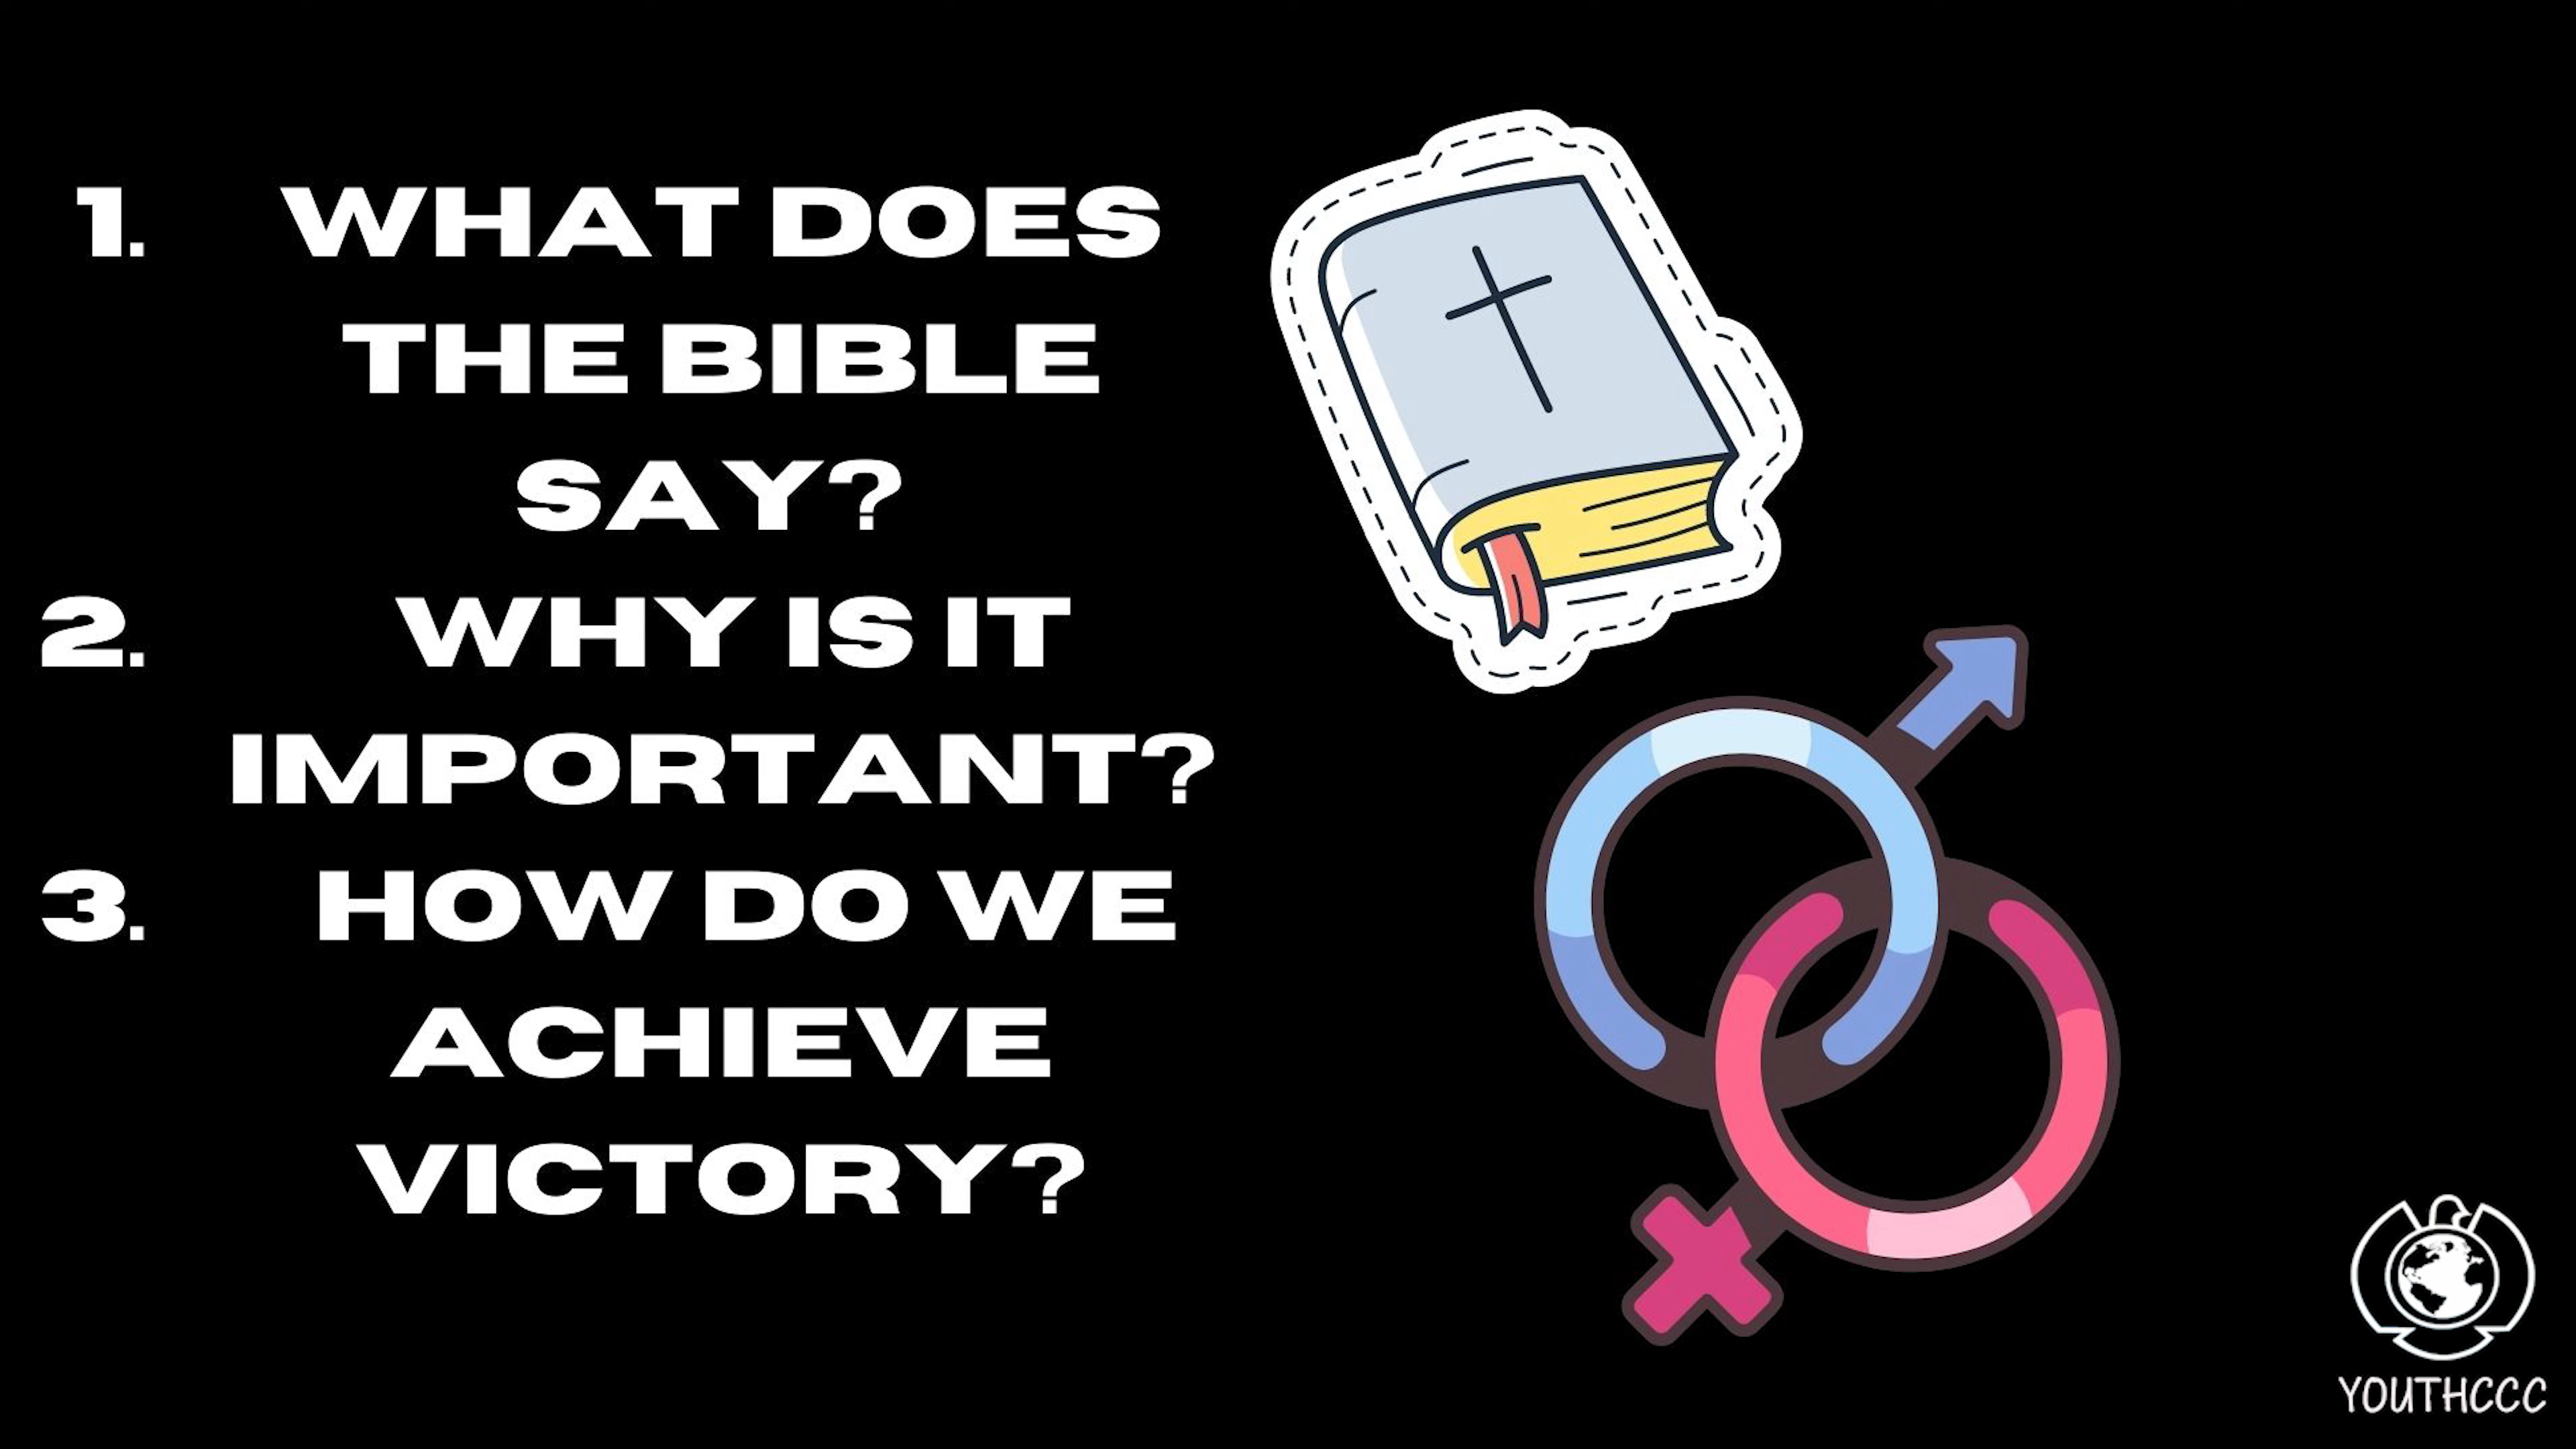 1. WHAT DOES
THE BIBLE
SAY?
2. WHY IS IT
IMPORTANT?
3. HOW DO WE
ACHIEVE
VICTORY?
YOUTHCCC